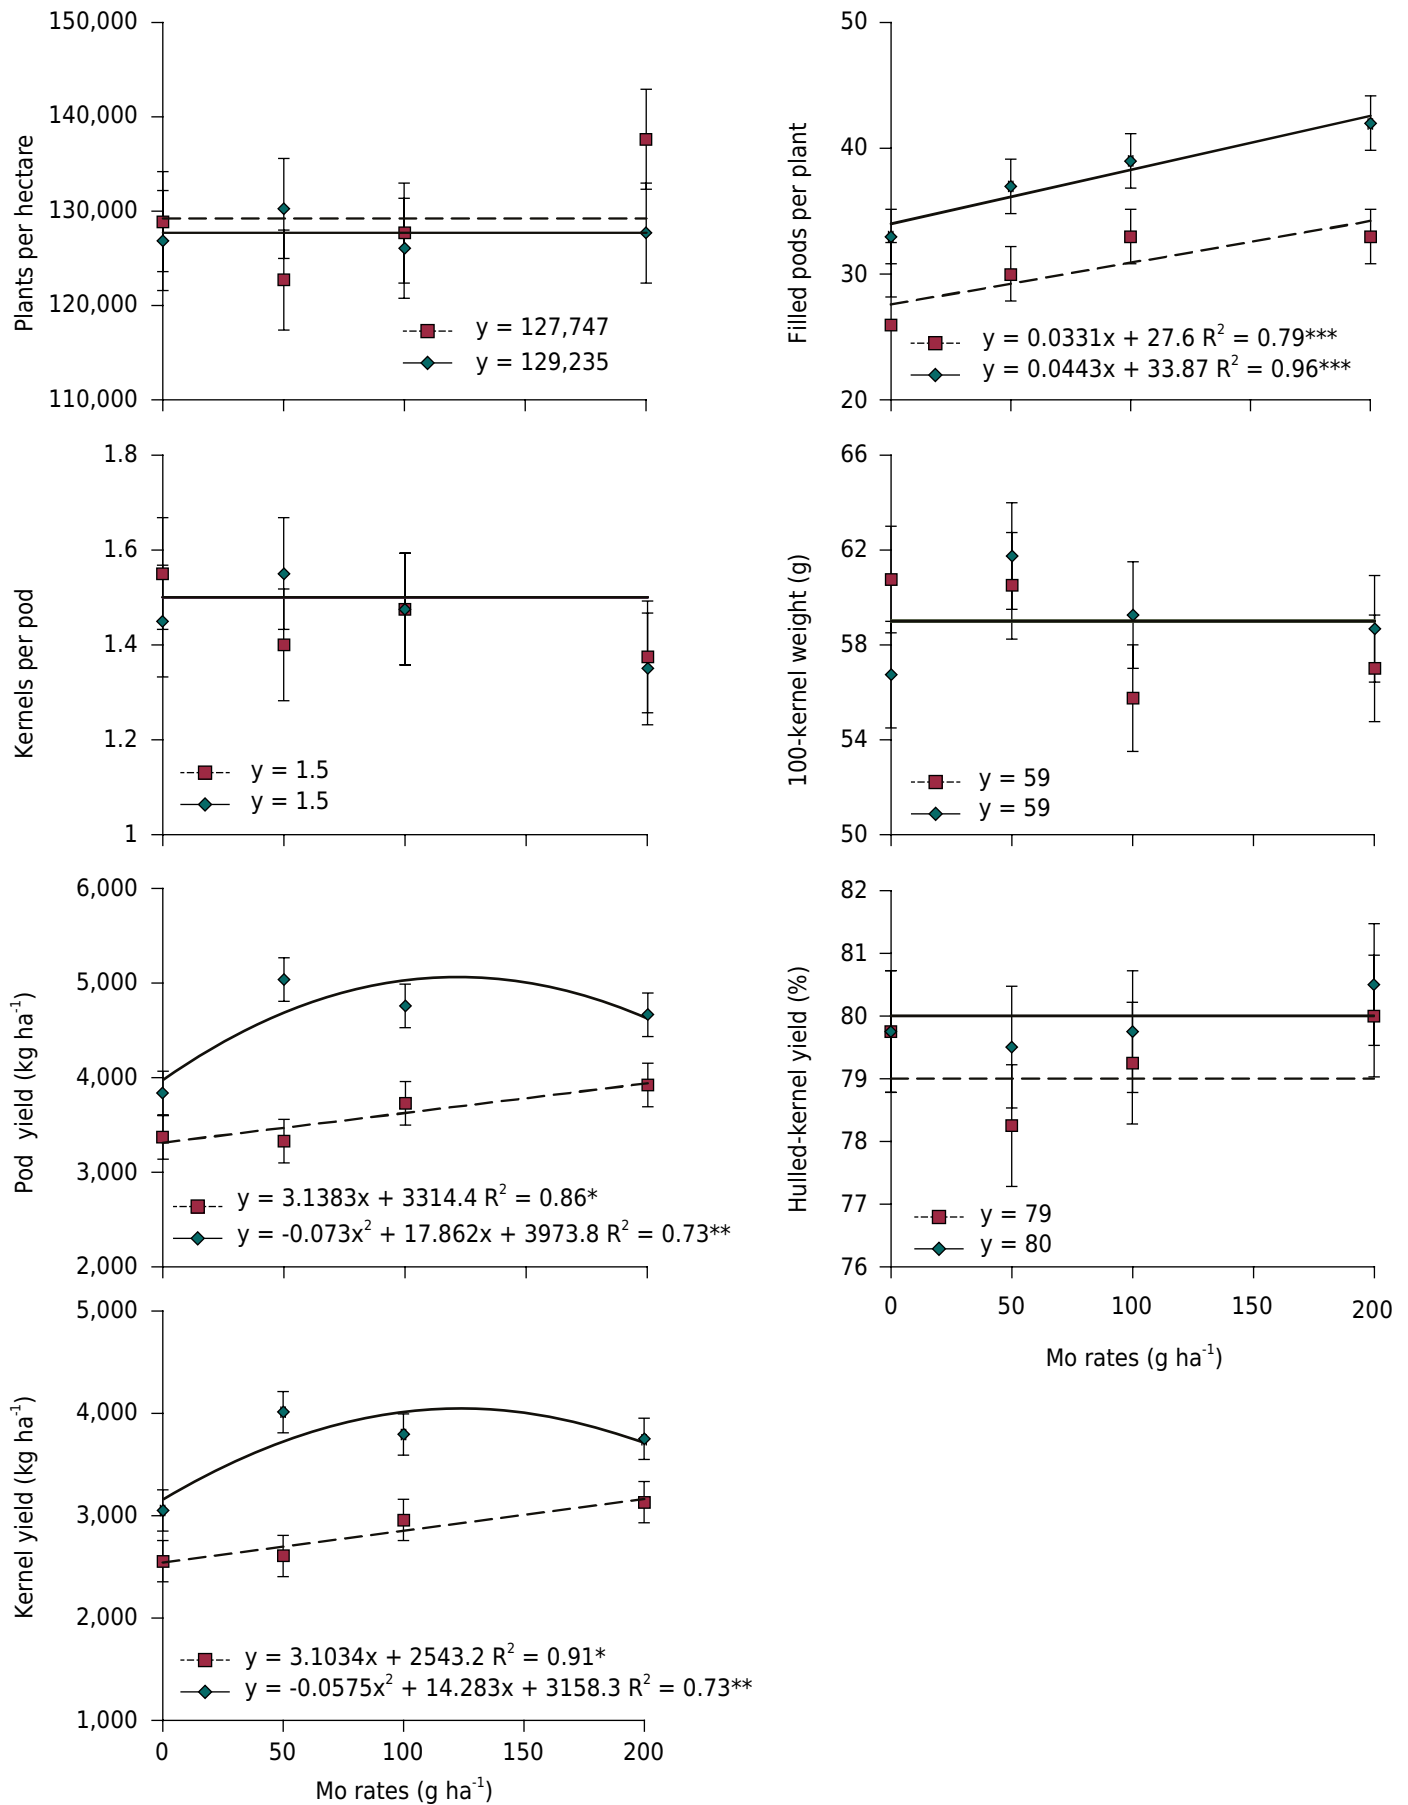 Plants per hectare
150,000
140,000
130,000
120,000
110,000
y = 127,747
y = 129,235
Filled pods per plant
50
40
30
20
y = 0.0331x + 27.6 R² = 0.79***
y = 0.0443x + 33.87 R² = 0.96***
Kernels per pod
1.8
1.6
1.4
1.2
1
y = 1.5
y = 1.5
100-kernel weight (g)
66
62
58
54
50
y = 59
y = 59
Pod yield (kg ha⁻¹)
6,000
5,000
4,000
3,000
2,000
y = 3.1383x + 3314.4 R² = 0.86*
y = -0.073x² + 17.862x + 3973.8 R² = 0.73**
Hulled-kernel yield (%)
82
81
80
79
78
77
76
y = 79
y = 80
0 50 100 150 200
Mo rates (g ha⁻¹)
Kernel yield (kg ha⁻¹)
5,000
4,000
3,000
2,000
1,000
y = 3.1034x + 2543.2 R² = 0.91*
y = -0.0575x² + 14.283x + 3158.3 R² = 0.73**
0 50 100 150 200
Mo rates (g ha⁻¹)